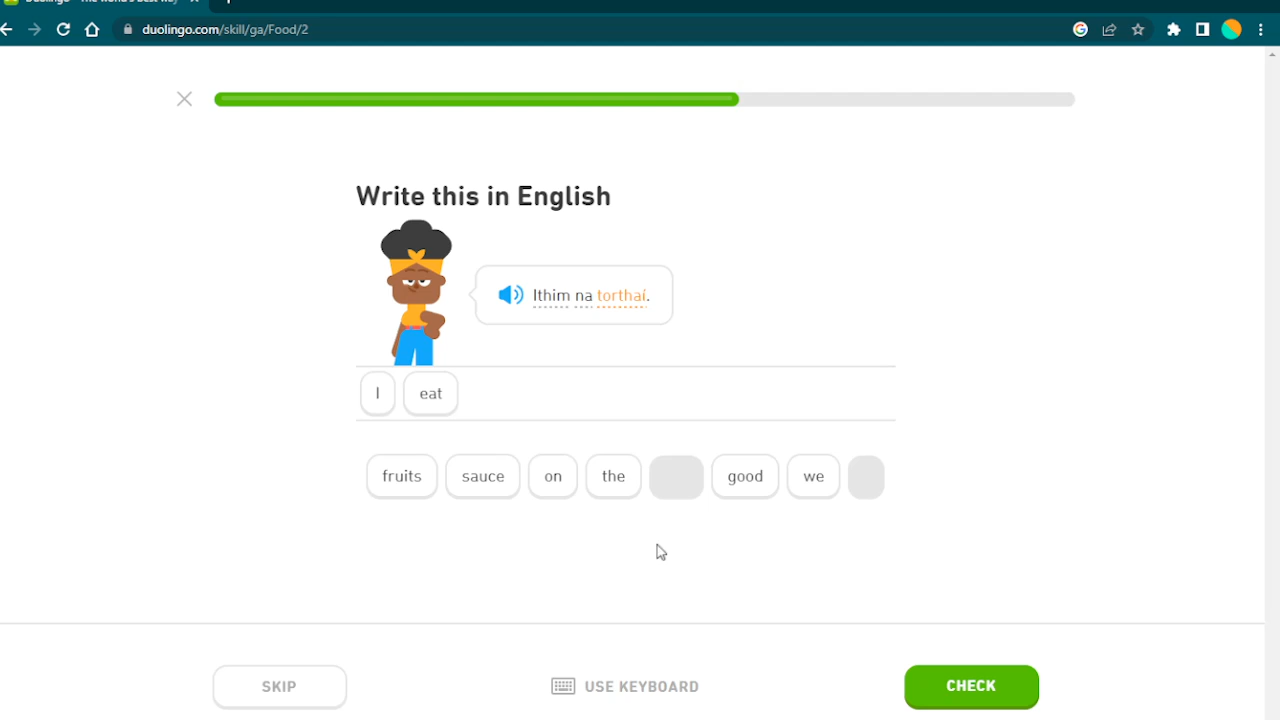 duolingo.com/skill/ga/Food/2
Write this in English
Ithim na torthaí.
I eat
fruits sauce on the good we
SKIP USE KEYBOARD CHECK